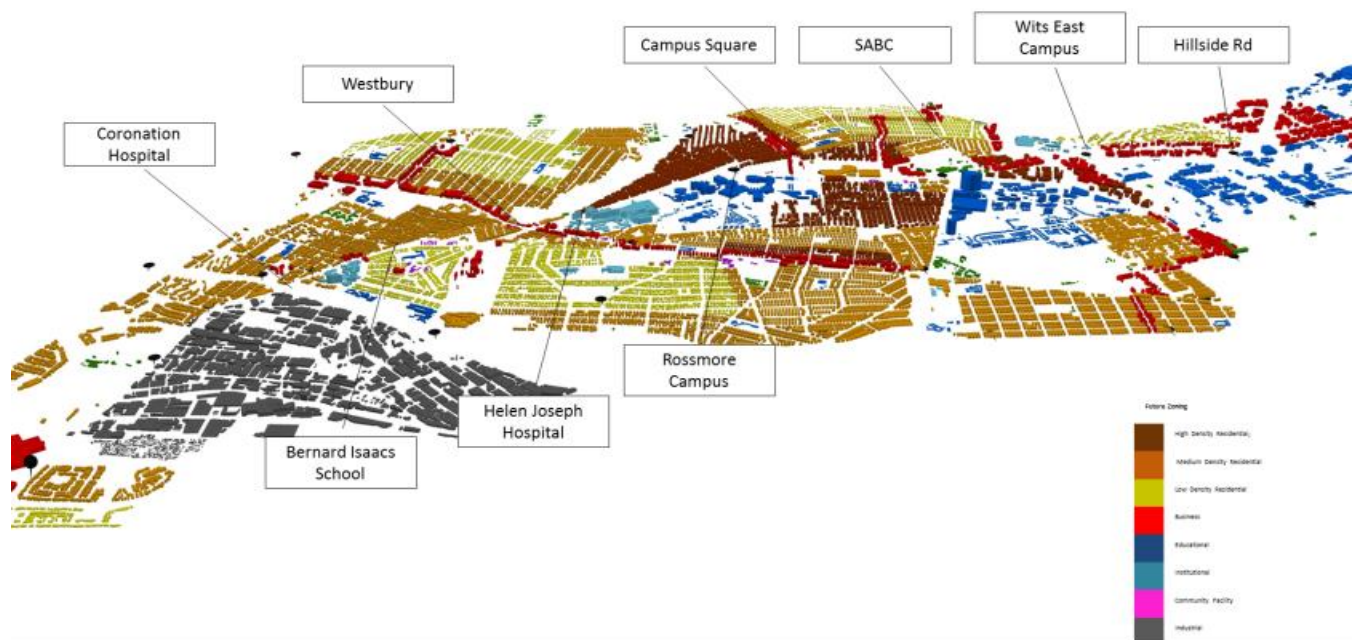 Wits East
Campus
Campus Square
SABC
Hillside Rd
Westbury
Coronation
Hospital
Rossmore
Campus
Helen Joseph
Hospital
Bernard Isaacs
School
Future Zoning
High Density Residential;
Medium Density Residential
Low Density Residential
Business
Educational
Institutional
Community Facility
Industrial